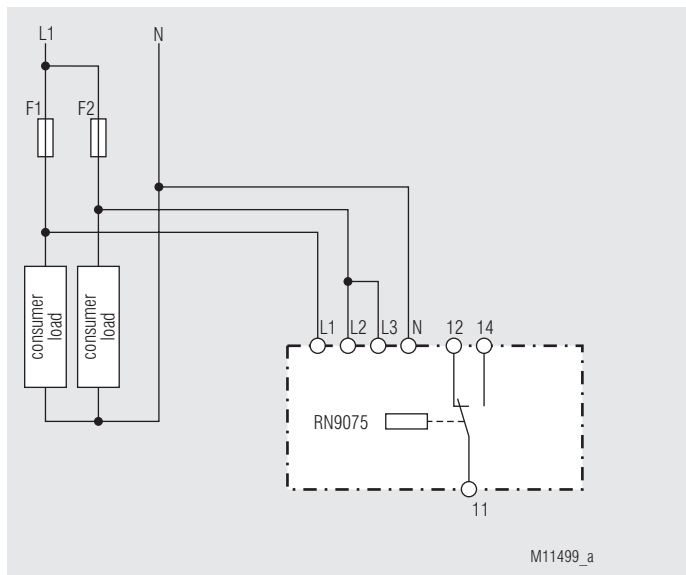 L1 N
F1 F2
consumer load
consumer load
L1 L2 L3 N 12 14
RN9075
11
M11499_a